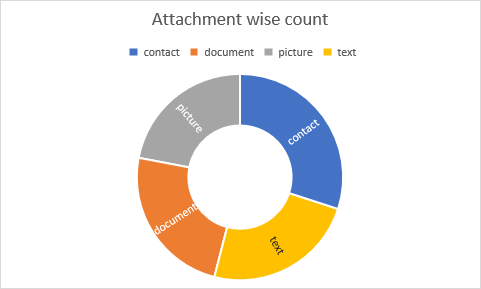 Attachment wise count
contact document picture text
picture
contact
document
text